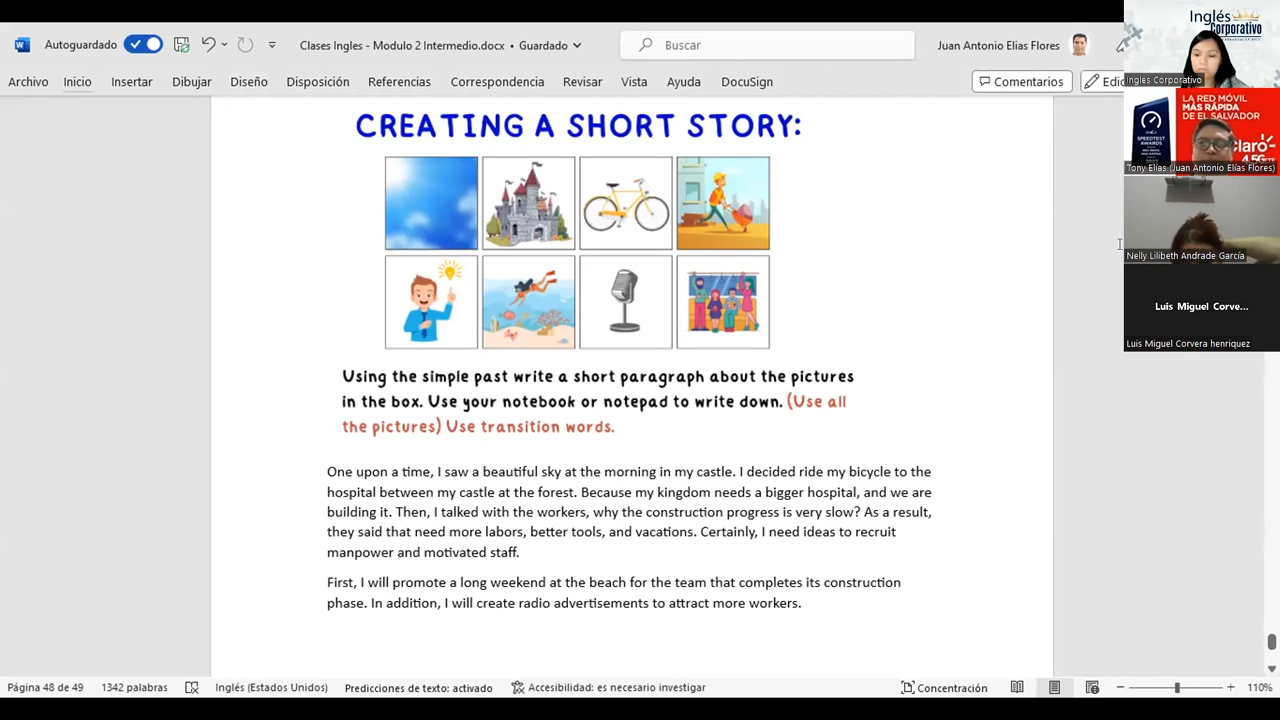 Autoguardado
Clases Ingles - Modulo 2 Intermedio.docx • Guardado
Buscar
Juan Antonio Elias Flores
Archivo Inicio Insertar Dibujar Diseño Disposición Referencias Correspondencia Revisar Vista Ayuda DocuSign
Comentarios
CREATING A SHORT STORY:
Using the simple past write a short paragraph about the pictures
in the box. Use your notebook or notepad to write down. (Use all
the pictures) Use transition words.
One upon a time, I saw a beautiful sky at the morning in my castle. I decided ride my bicycle to the
hospital between my castle at the forest. Because my kingdom needs a bigger hospital, and we are
building it. Then, I talked with the workers, why the construction progress is very slow? As a result,
they said that need more labors, better tools, and vacations. Certainly, I need ideas to recruit
manpower and motivated staff.
First, I will promote a long weekend at the beach for the team that completes its construction
phase. In addition, I will create radio advertisements to attract more workers.
Inglés
Corporativo
Ingles Corporativo
LA RED MÓVIL
MÁS RÁPIDA
DE EL SALVADOR
SPEEDTEST
AWARDS
Claro
4.5G
Tony Elías (Juan Antonio Elías Flores)
Nelly Lilibeth Andrade García
Luis Miguel Corve...
Luis Miguel Corvera henriquez
Página 48 de 49
1342 palabras
Inglés (Estados Unidos)
Predicciones de texto: activado
Accesibilidad: es necesario investigar
Concentración
110%